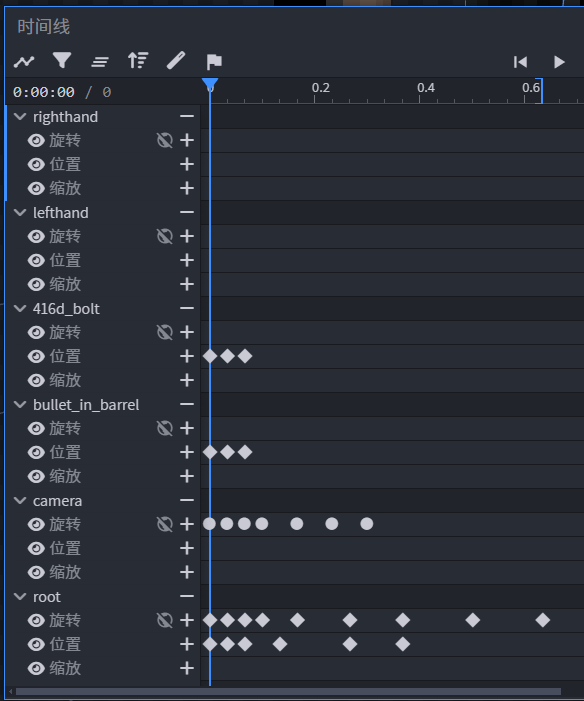 时间线
0:00:00 / 0
0 0.2 0.4 0.6
righthand
旋转
位置
缩放
lefthand
旋转
位置
缩放
416d_bolt
旋转
位置
缩放
bullet_in_barrel
旋转
位置
缩放
camera
旋转
位置
缩放
root
旋转
位置
缩放